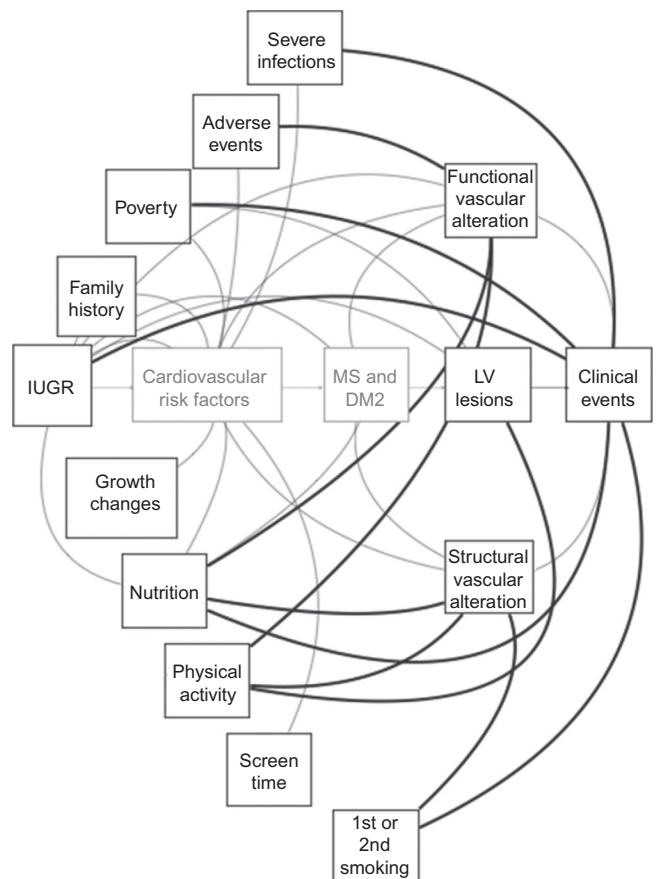 Severe
infections
Adverse
events
Functional
vascular
alteration
Poverty
Family
history
IUGR
Cardiovascular
risk factors
MS and
DM2
LV
lesions
Clinical
events
Growth
changes
Nutrition
Structural
vascular
alteration
Physical
activity
Screen
time
1st or
2nd
smoking